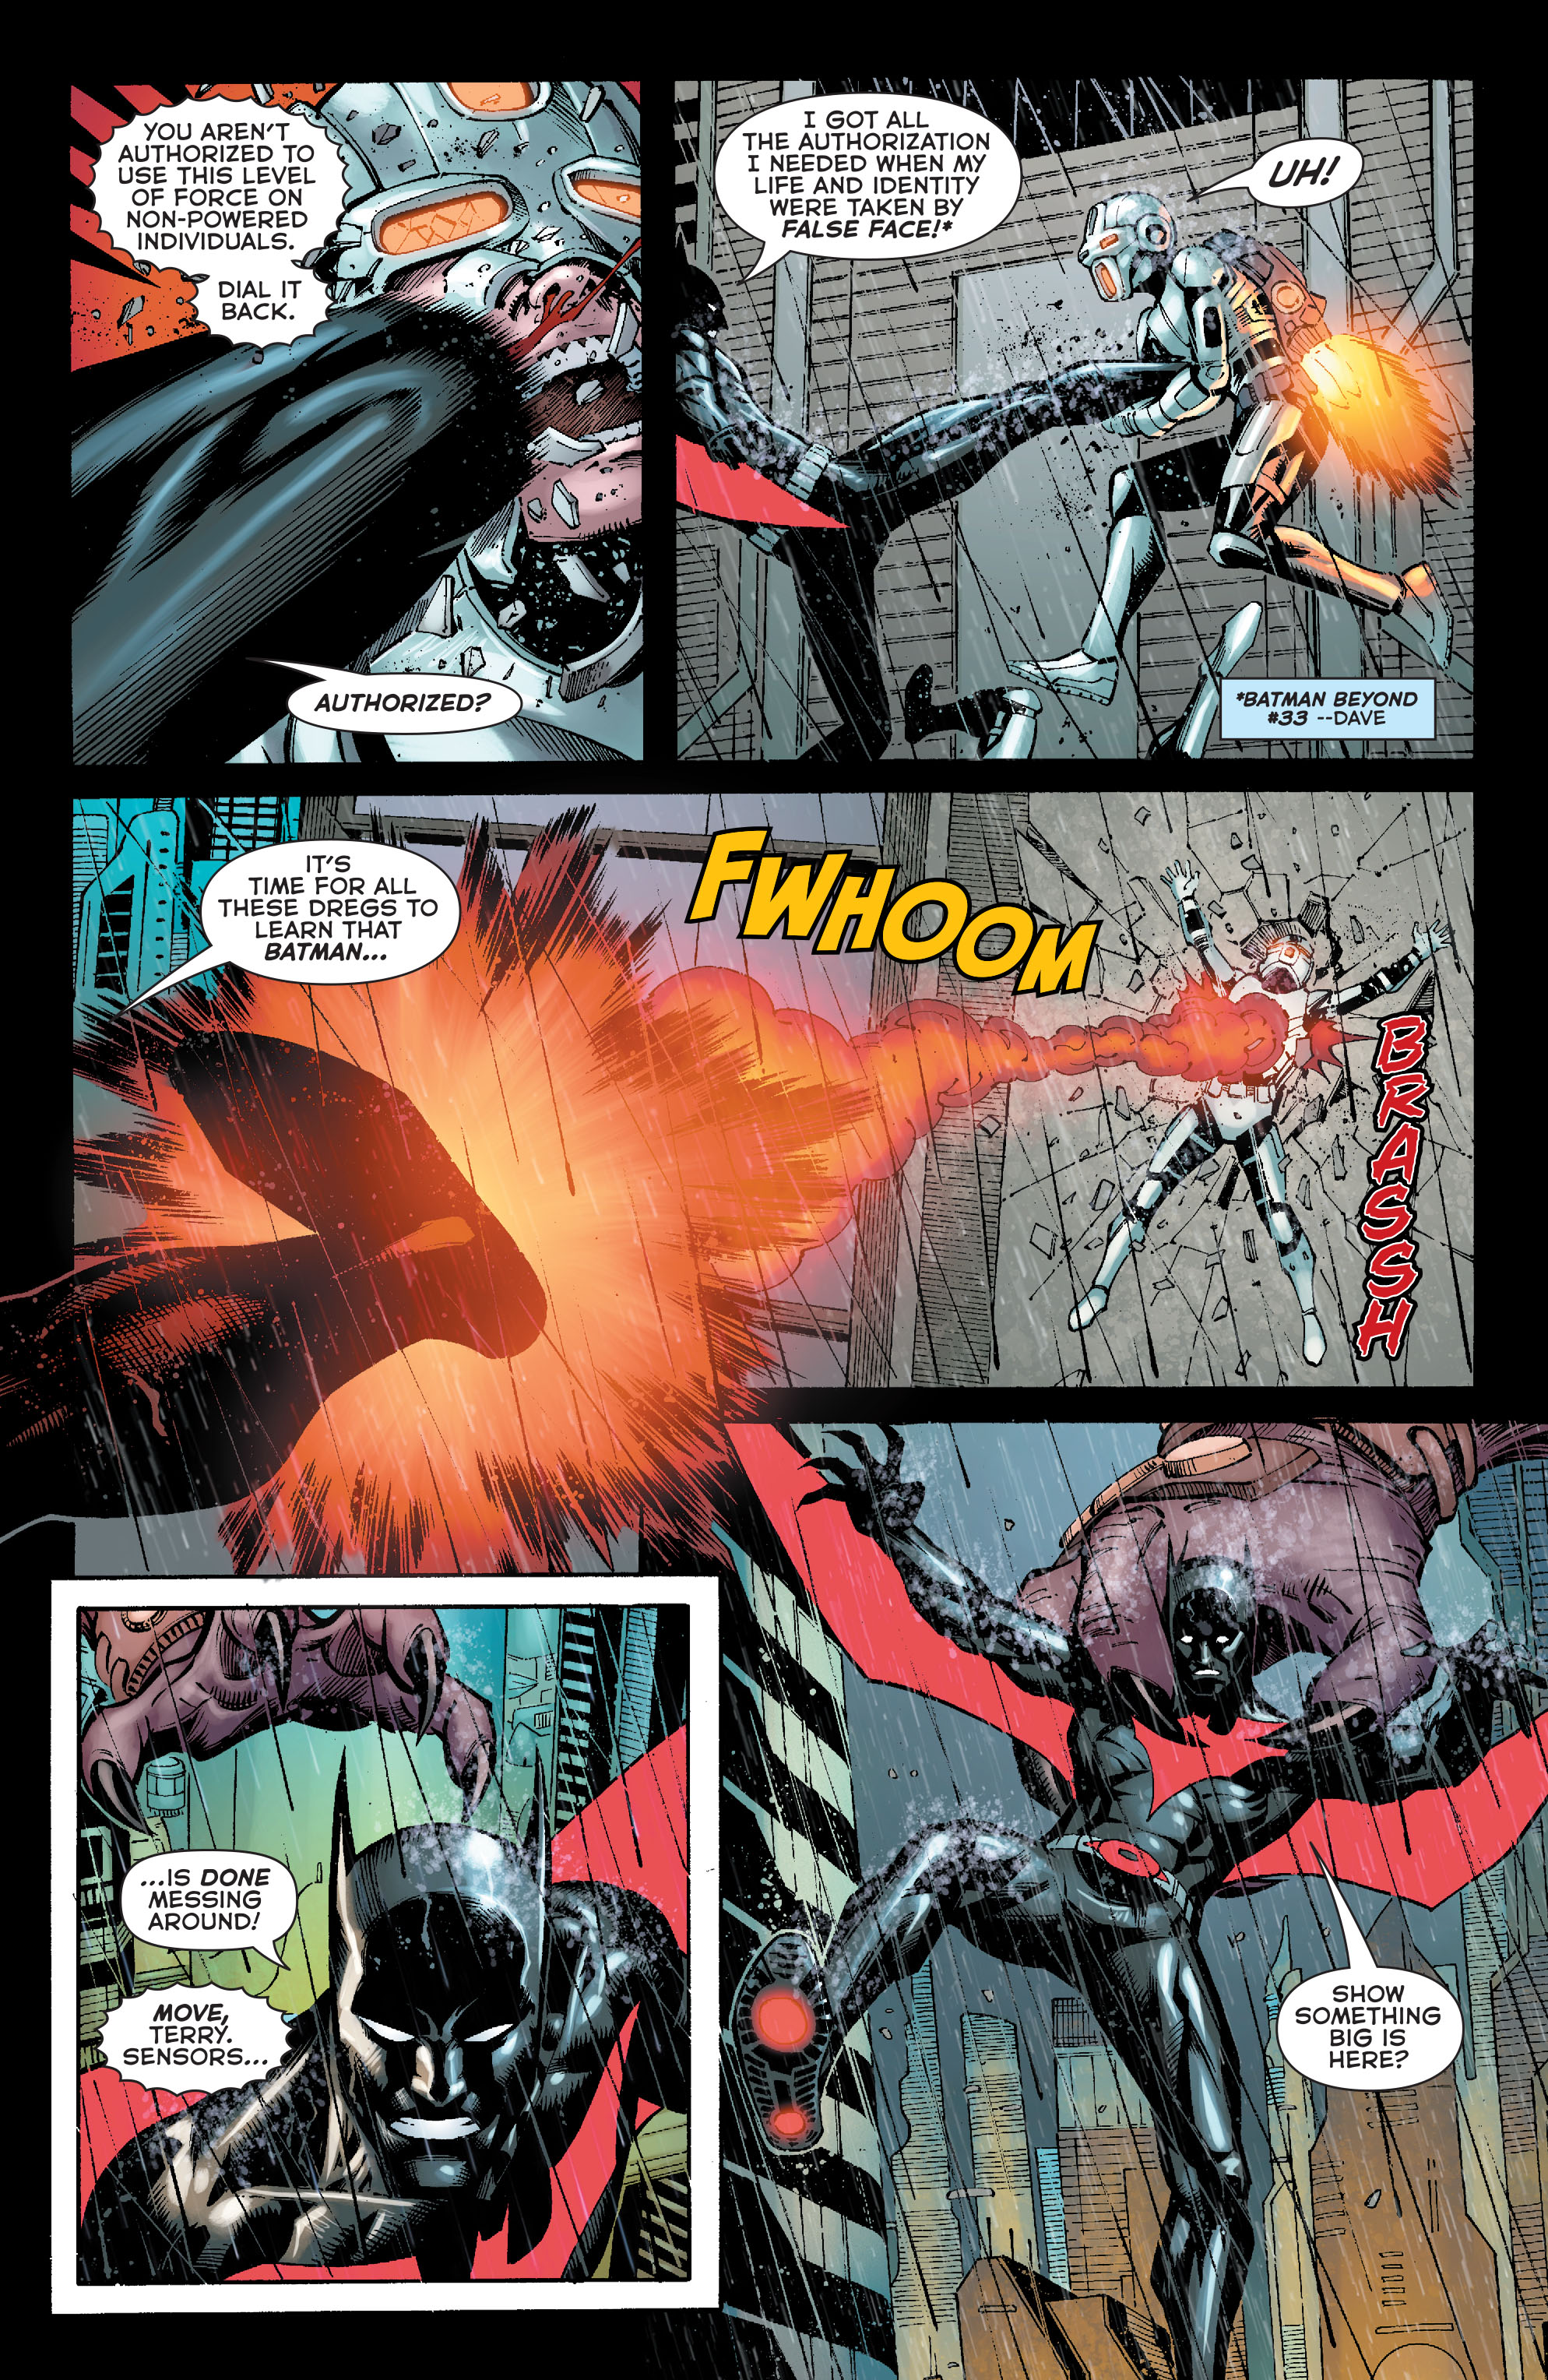 YOU AREN'T
AUTHORIZED TO
USE THIS LEVEL
OF FORCE ON
NON-POWERED
INDIVIDUALS.
DIAL IT
BACK.
AUTHORIZED?
I GOT ALL
THE AUTHORIZATION
I NEEDED WHEN MY
LIFE AND IDENTITY
WERE TAKEN BY
FALSE FACE!*
UH!
*BATMAN BEYOND
#33 --DAVE
IT'S
TIME FOR ALL
THESE DREGS TO
LEARN THAT
BATMAN...
FWHOOM
BRASSH
...IS DONE
MESSING
AROUND!
MOVE,
TERRY.
SENSORS...
SHOW
SOMETHING
BIG IS
HERE?